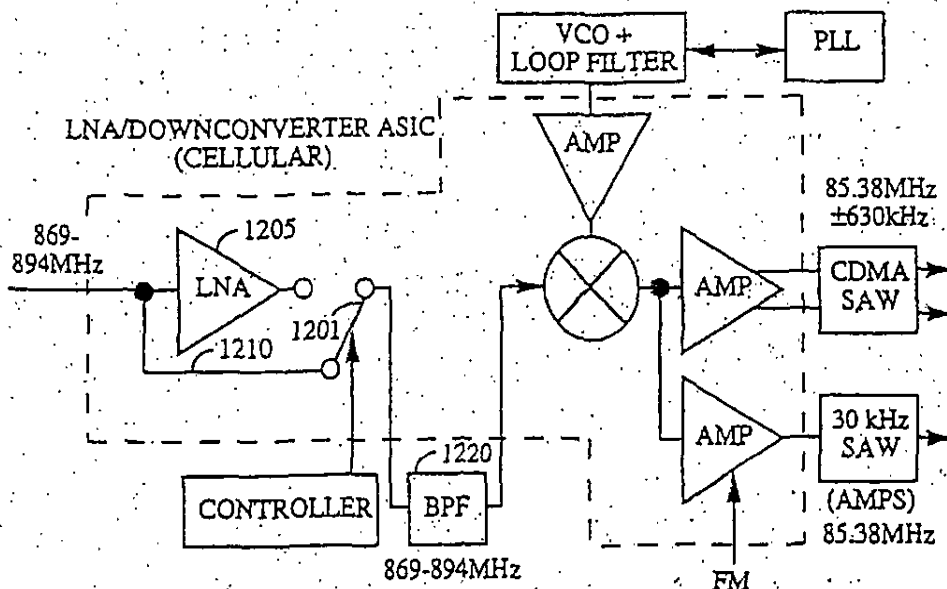 VCO +
LOOP FILTER
PLL
LNA/DOWNCONVERTER ASIC
(CELLULAR)
AMP
85.38MHz
±630kHz
869-
894MHz
1205
LNA
1201
1210
AMP
CDMA
SAW
AMP
30 kHz
SAW
(AMPS)
85.38MHz
1220
CONTROLLER
BPF
869-894MHz
FM